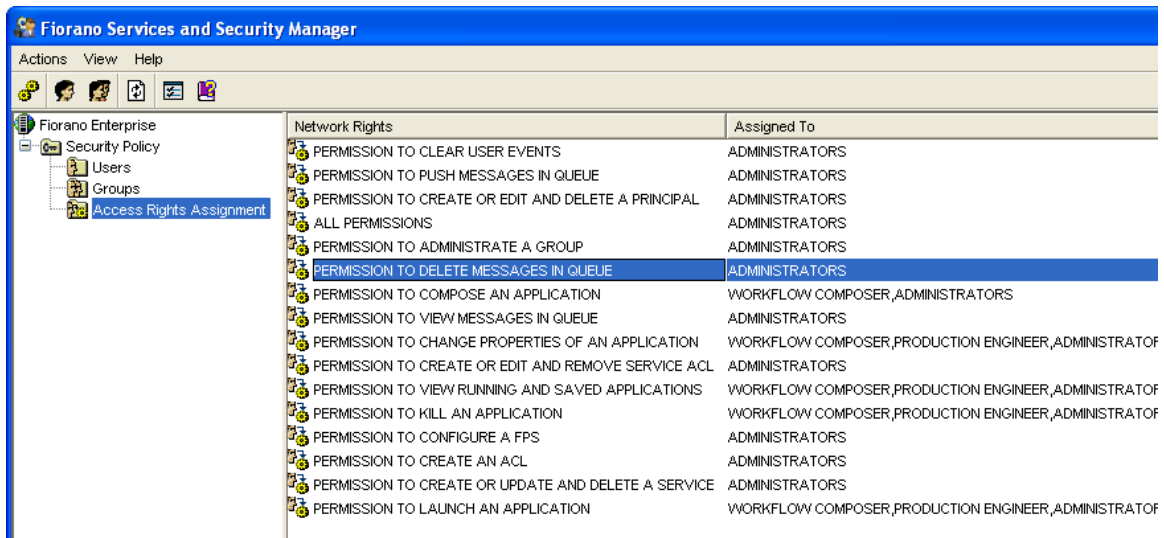 Fiorano Services and Security Manager
Actions View Help
Fiorano Enterprise
Security Policy
Users
Groups
Access Rights Assignment
Network Rights Assigned To
PERMISSION TO CLEAR USER EVENTS ADMINISTRATORS
PERMISSION TO PUSH MESSAGES IN QUEUE ADMINISTRATORS
PERMISSION TO CREATE OR EDIT AND DELETE A PRINCIPAL ADMINISTRATORS
ALL PERMISSIONS ADMINISTRATORS
PERMISSION TO ADMINISTRATE A GROUP ADMINISTRATORS
PERMISSION TO DELETE MESSAGES IN QUEUE ADMINISTRATORS
PERMISSION TO COMPOSE AN APPLICATION WORKFLOW COMPOSER,ADMINISTRATORS
PERMISSION TO VIEW MESSAGES IN QUEUE ADMINISTRATORS
PERMISSION TO CHANGE PROPERTIES OF AN APPLICATION WORKFLOW COMPOSER,PRODUCTION ENGINEER,ADMINISTRATOR
PERMISSION TO CREATE OR EDIT AND REMOVE SERVICE ACL ADMINISTRATORS
PERMISSION TO VIEW RUNNING AND SAVED APPLICATIONS WORKFLOW COMPOSER,PRODUCTION ENGINEER,ADMINISTRATOR
PERMISSION TO KILL AN APPLICATION WORKFLOW COMPOSER,PRODUCTION ENGINEER,ADMINISTRATOR
PERMISSION TO CONFIGURE A FPS ADMINISTRATORS
PERMISSION TO CREATE AN ACL ADMINISTRATORS
PERMISSION TO CREATE OR UPDATE AND DELETE A SERVICE ADMINISTRATORS
PERMISSION TO LAUNCH AN APPLICATION WORKFLOW COMPOSER,PRODUCTION ENGINEER,ADMINISTRATOR